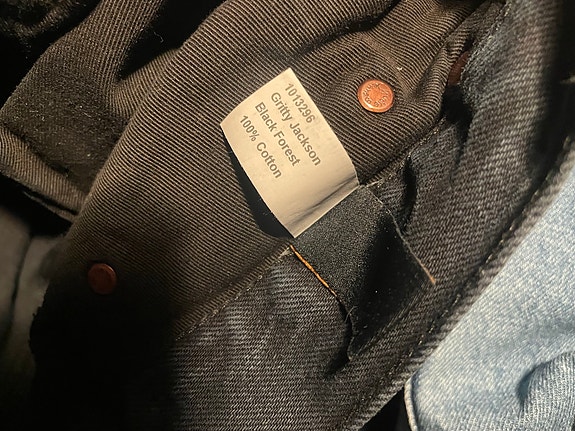 1013296
Gritty Jackson
Black Forest
100% Cotton